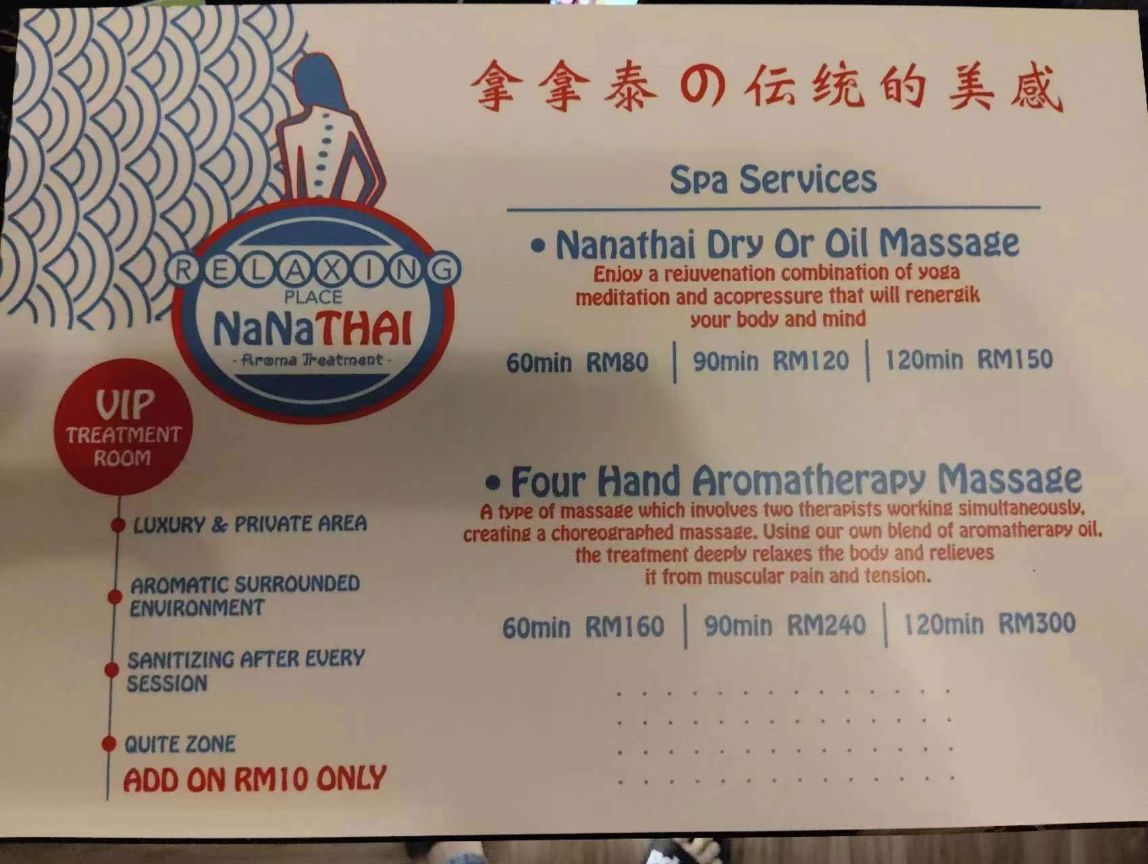 拿拿泰の伝统的美感
RELAXING
PLACE
NaNaTHAI
- Aroma Treatment -
VIP
TREATMENT
ROOM
LUXURY & PRIVATE AREA
AROMATIC SURROUNDED
ENVIRONMENT
SANITIZING AFTER EVERY
SESSION
QUITE ZONE
ADD ON RM10 ONLY
Spa Services
• Nanathai Dry Or Oil Massage
Enjoy a rejuvenation combination of yoga
meditation and acopressure that will renergik
your body and mind
60min RM80 | 90min RM120 | 120min RM150
• Four Hand Aromatherapy Massage
A type of massage which involves two therapists working simultaneously,
creating a choreographed massage. Using our own blend of aromatherapy oil,
the treatment deeply relaxes the body and relieves
it from muscular pain and tension.
60min RM160 | 90min RM240 | 120min RM300